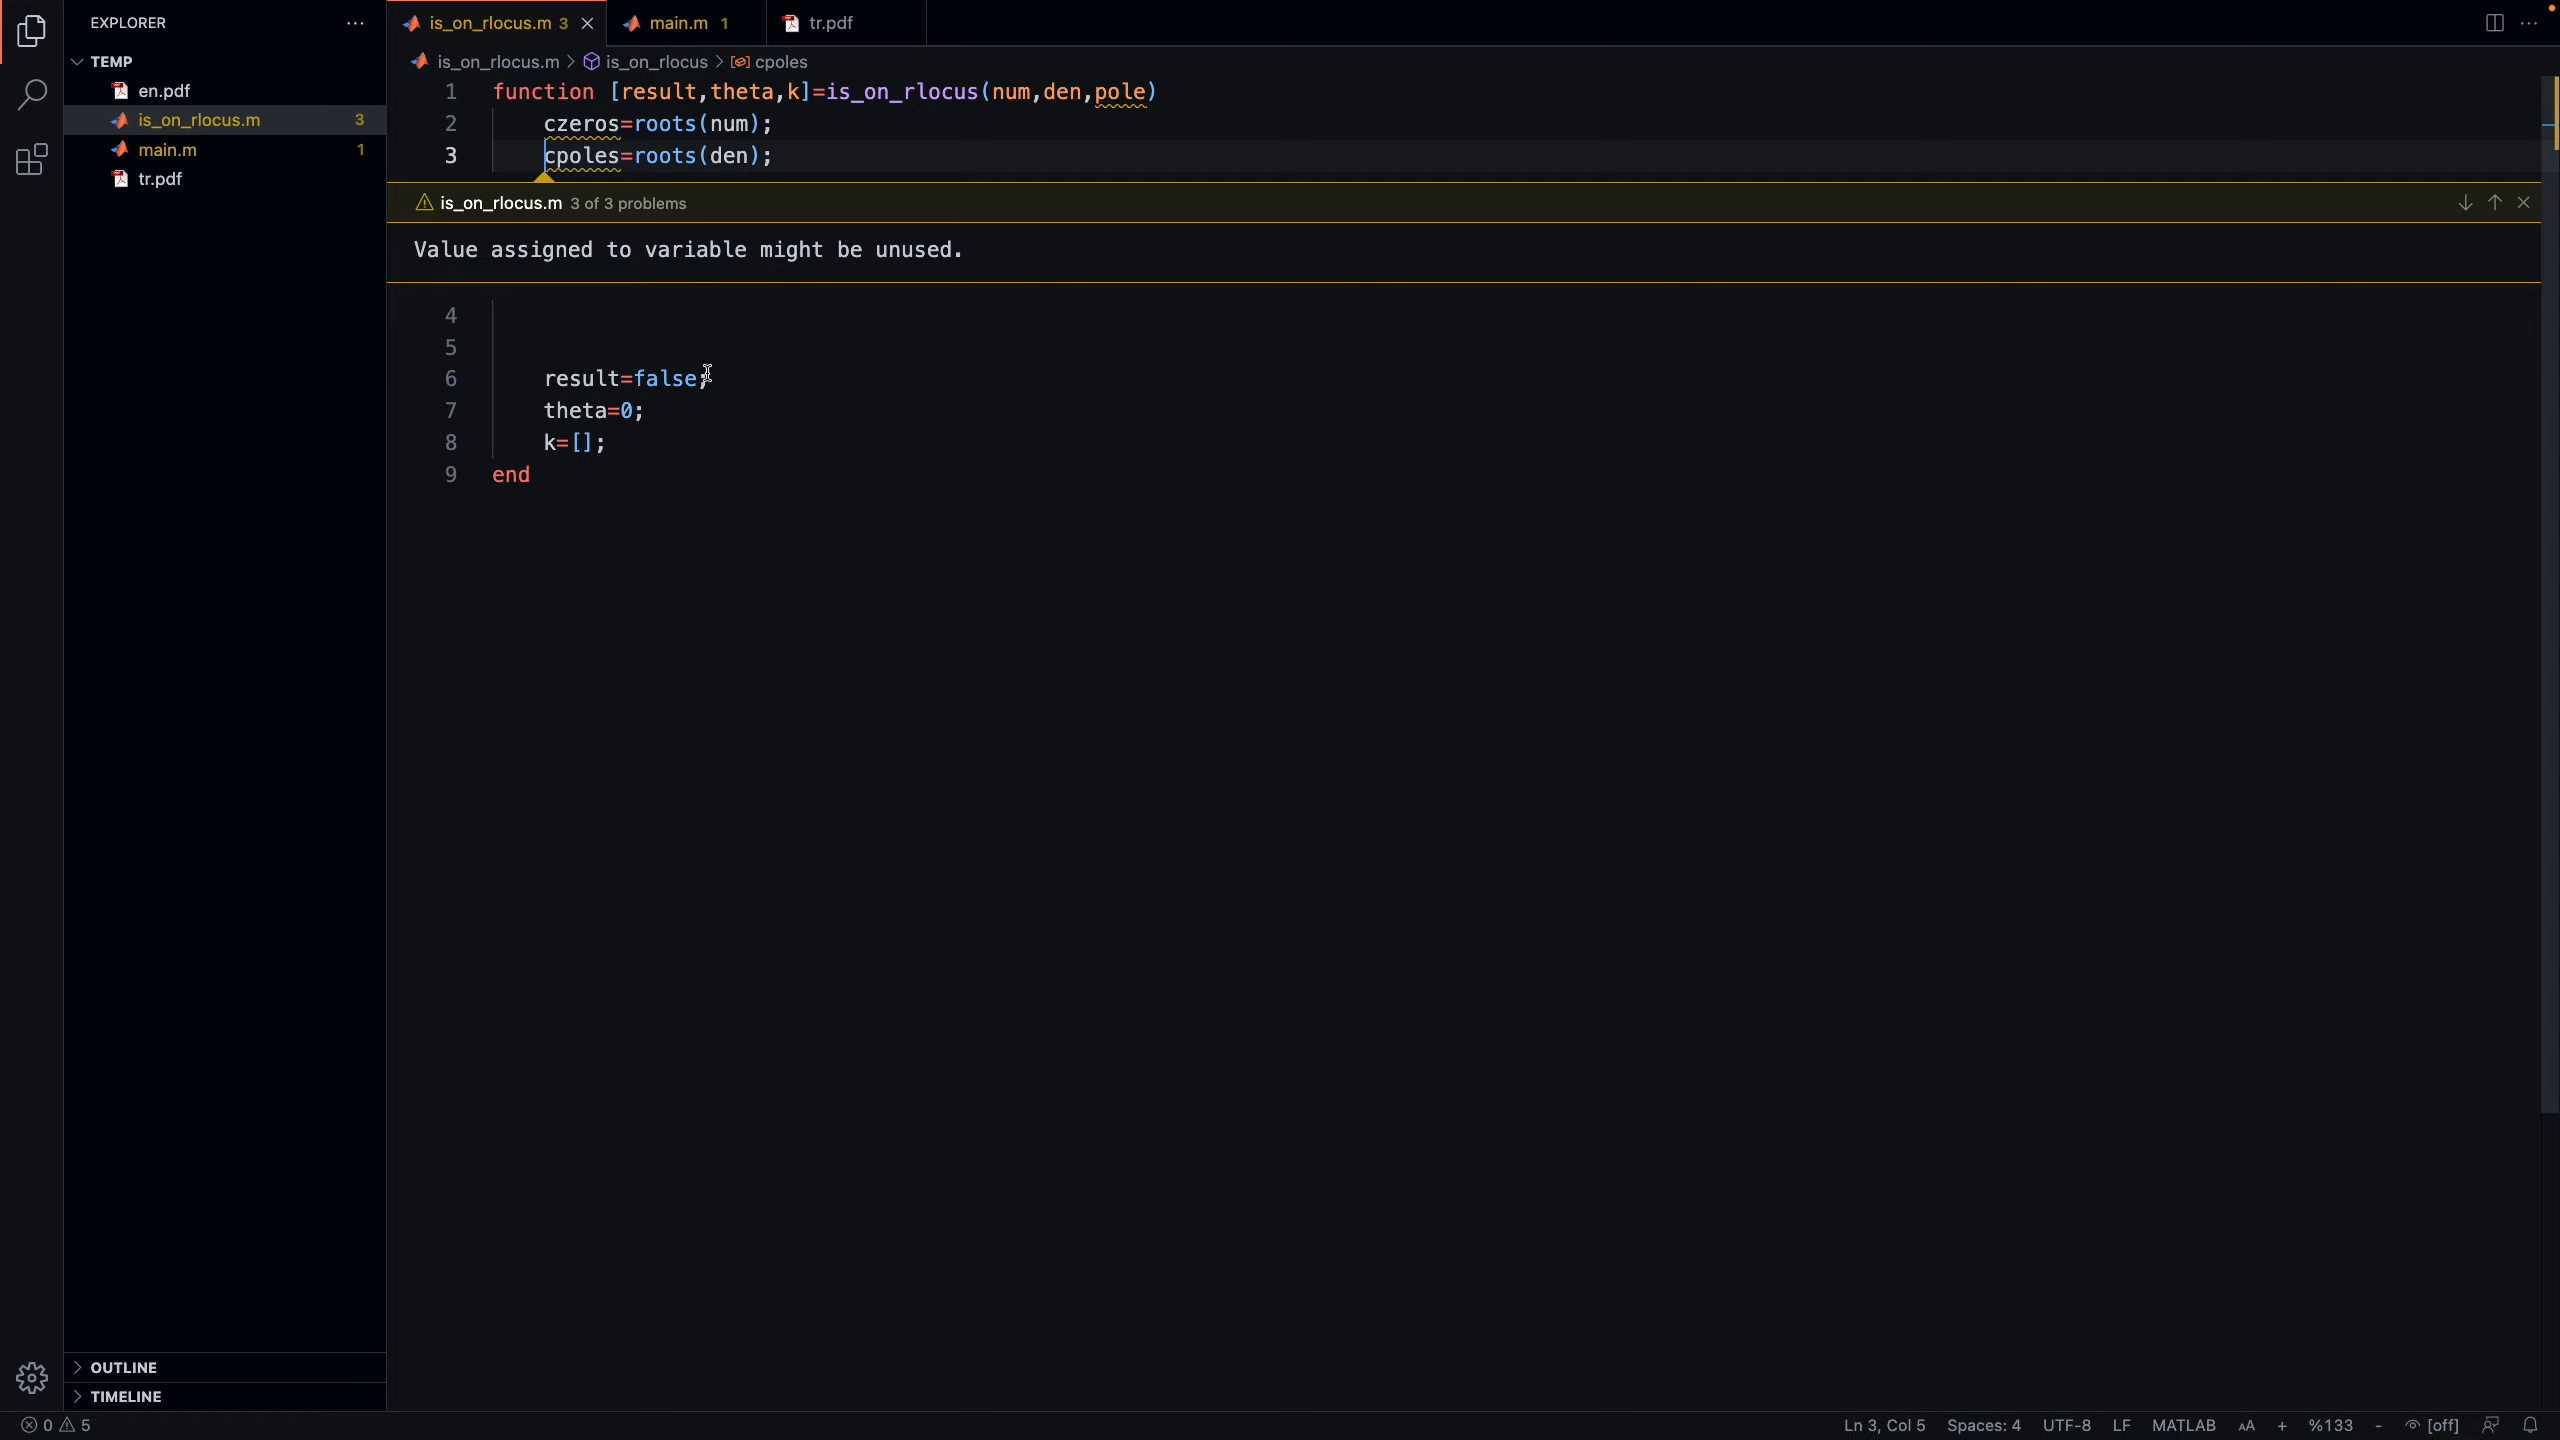 EXPLORER
TEMP
en.pdf
is_on_rlocus.m 3
main.m 1
tr.pdf
OUTLINE
TIMELINE
is_on_rlocus.m 3
main.m 1
tr.pdf
is_on_rlocus.m > is_on_rlocus > cpoles
1 function [result,theta,k]=is_on_rlocus(num,den,pole)
2 czeros=roots(num);
3 cpoles=roots(den);
is_on_rlocus.m 3 of 3 problems
Value assigned to variable might be unused.
4
5
6 result=false;
7 theta=0;
8 k=[];
9 end
0 5
Ln 3, Col 5 Spaces: 4 UTF-8 LF MATLAB AA + %133 - [off]